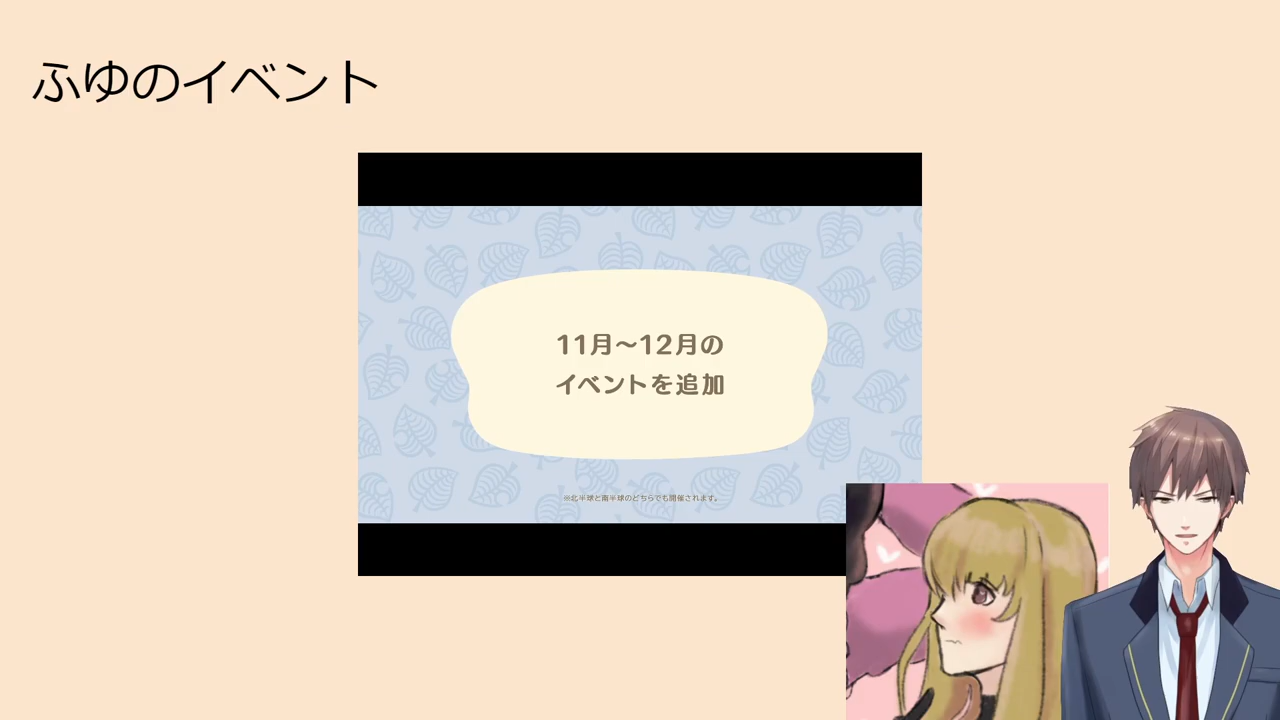 ふゆのイベント
11月～12月の
イベントを追加
※北半球と南半球のどちらでも開催されます。